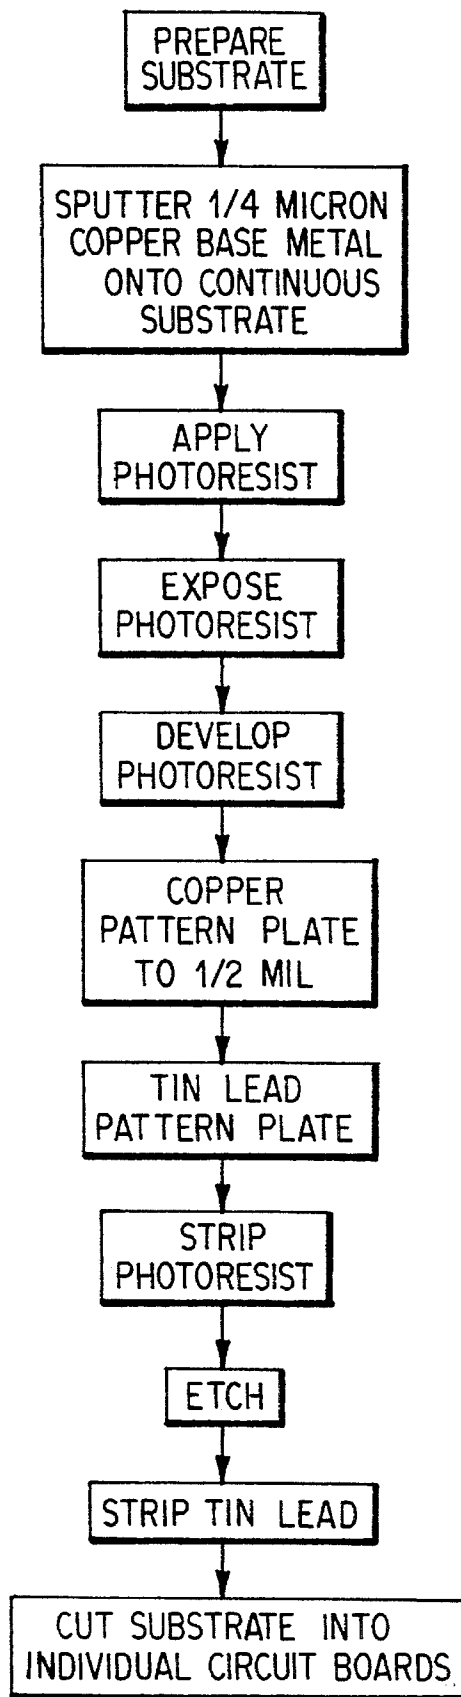 PREPARE
SUBSTRATE
SPUTTER 1/4 MICRON
COPPER BASE METAL
ONTO CONTINUOUS
SUBSTRATE
APPLY
PHOTORESIST
EXPOSE
PHOTORESIST
DEVELOP
PHOTORESIST
COPPER
PATTERN PLATE
TO 1/2 MIL
TIN LEAD
PATTERN PLATE
STRIP
PHOTORESIST
ETCH
STRIP TIN LEAD
CUT SUBSTRATE INTO
INDIVIDUAL CIRCUIT BOARDS